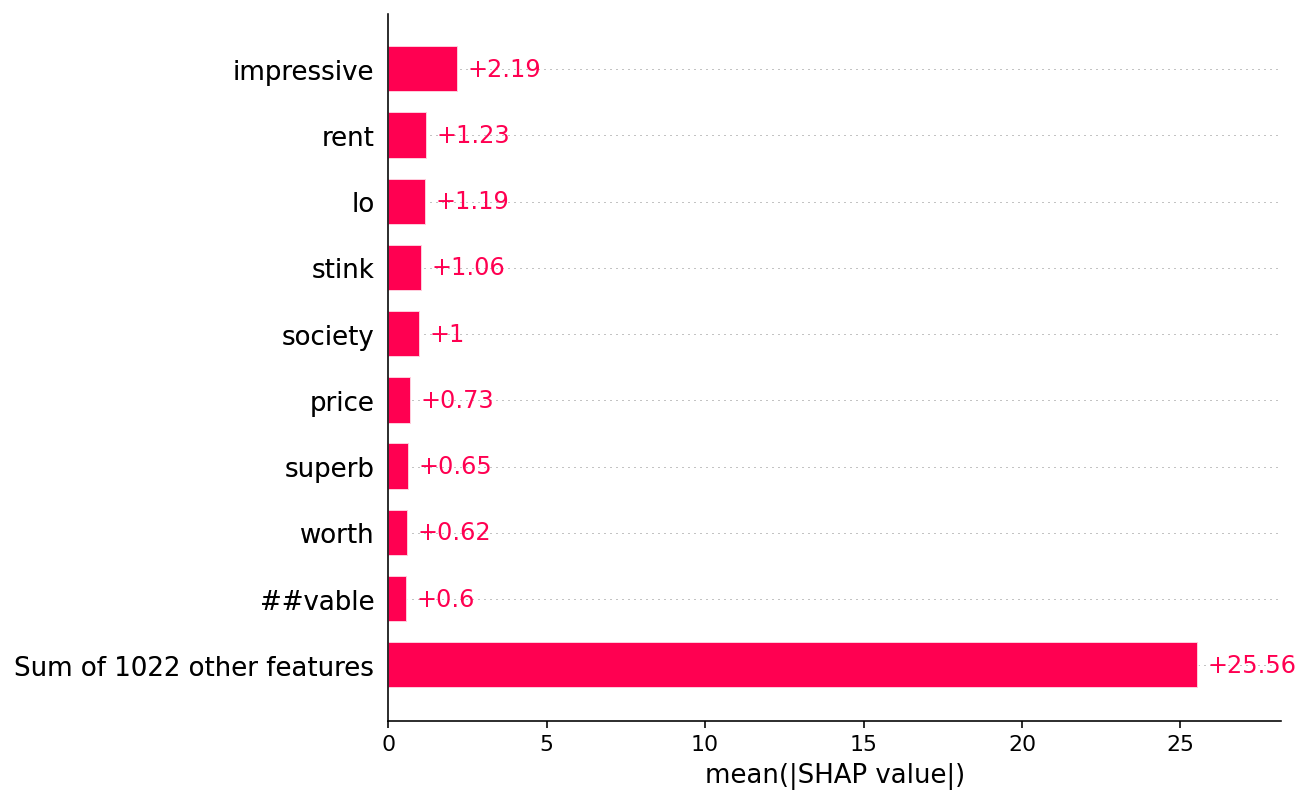 impressive +2.19
rent +1.23
lo +1.19
stink +1.06
society +1
price +0.73
superb +0.65
worth +0.62
##vable +0.6
Sum of 1022 other features +25.56
0 5 10 15 20 25
mean(|SHAP value|)